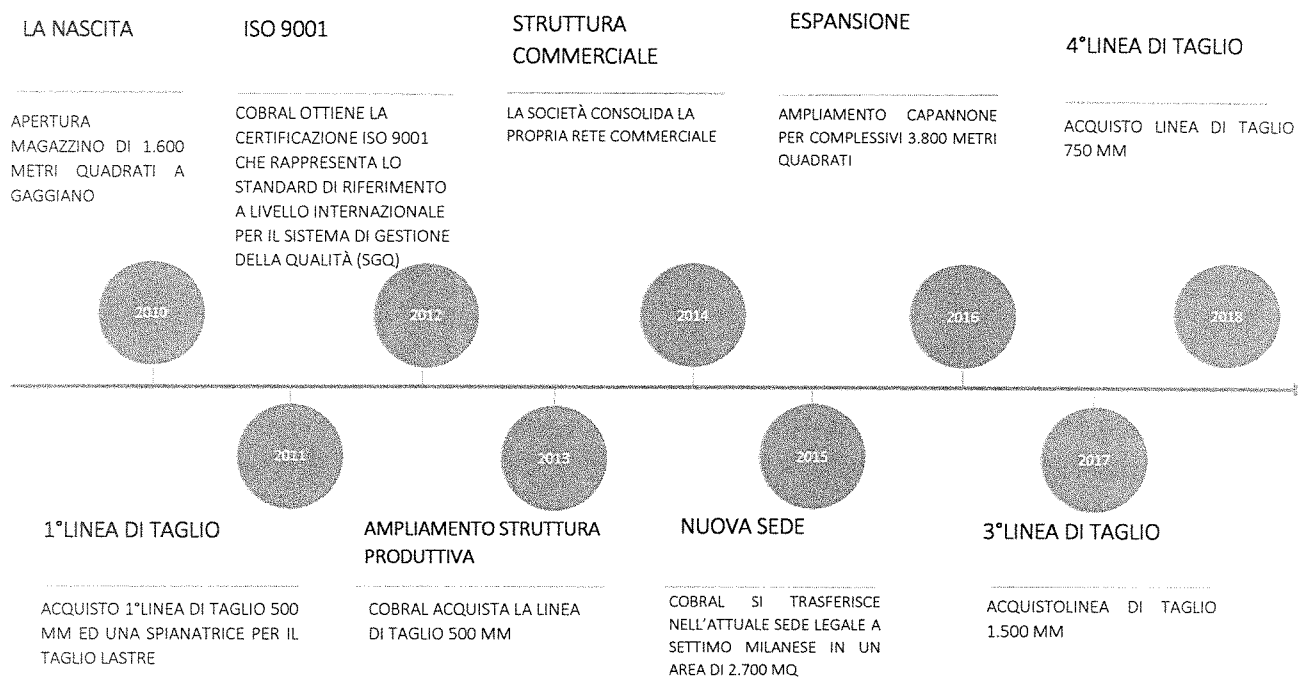 LA NASCITA
APERTURA
MAGAZZINO DI 1.600
METRI QUADRATI A
GAGGIANO
ISO 9001
COBRAL OTTIENE LA
CERTIFICAZIONE ISO 9001
CHE RAPPRESENTA LO
STANDARD DI RIFERIMENTO
A LIVELLO INTERNAZIONALE
PER IL SISTEMA DI GESTIONE
DELLA QUALITÀ (SGQ)
STRUTTURA
COMMERCIALE
LA SOCIETÀ CONSOLIDA LA
PROPRIA RETE COMMERCIALE
ESPANSIONE
AMPLIAMENTO CAPANNONE
PER COMPLESSIVI 3.800 METRI
QUADRATI
4°LINEA DI TAGLIO
ACQUISTO LINEA DI TAGLIO
750 MM
2010
2012
2014
2016
2018
2011
2013
2015
2017
1°LINEA DI TAGLIO
ACQUISTO 1°LINEA DI TAGLIO 500
MM ED UNA SPIANATRICE PER IL
TAGLIO LASTRE
AMPLIAMENTO STRUTTURA
PRODUTTIVA
COBRAL ACQUISTA LA LINEA
DI TAGLIO 500 MM
NUOVA SEDE
COBRAL SI TRASFERISCE
NELL'ATTUALE SEDE LEGALE A
SETTIMO MILANESE IN UN
AREA DI 2.700 MQ
3°LINEA DI TAGLIO
ACQUISTOLINEA DI TAGLIO
1.500 MM